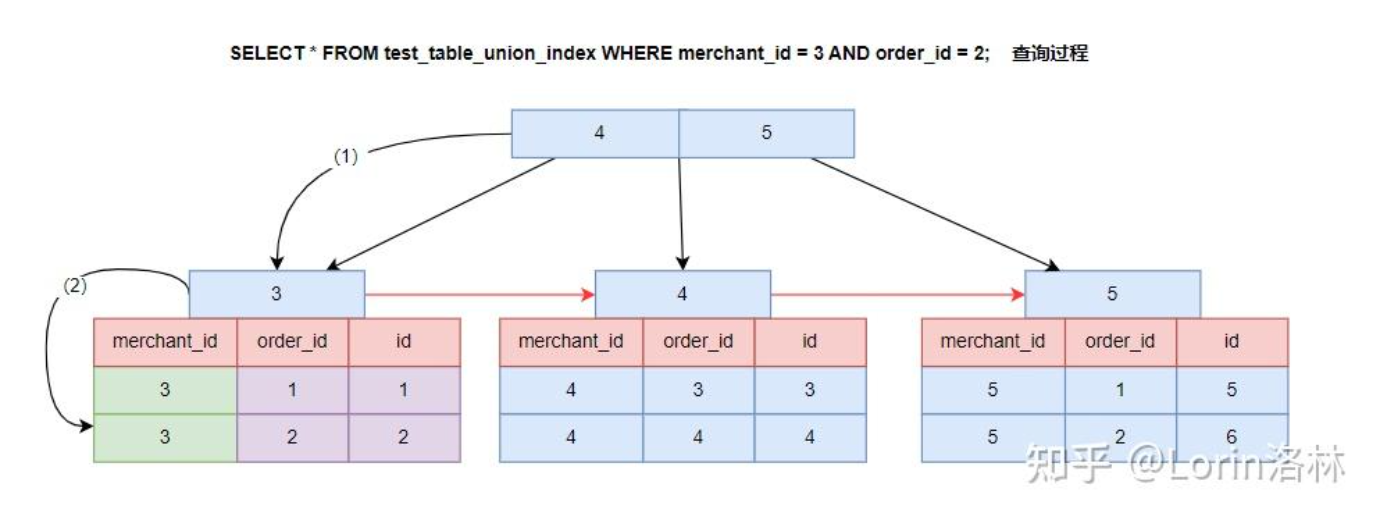 SELECT * FROM test_table_union_index WHERE merchant_id = 3 AND order_id = 2; 查询过程
4 5
(1)
(2)
3 4 5
merchant_id order_id id merchant_id order_id id merchant_id order_id id
3 1 1 4 3 3 5 1 5
3 2 2 4 4 4 5 2 6
知乎 @Lorin洛林